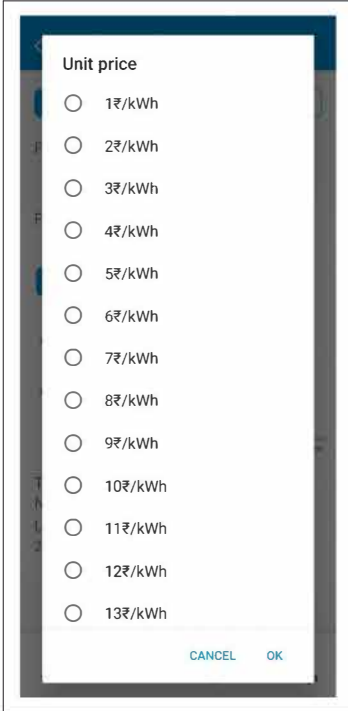 Unit price
1₹/kWh
2₹/kWh
3₹/kWh
4₹/kWh
5₹/kWh
6₹/kWh
7₹/kWh
8₹/kWh
9₹/kWh
10₹/kWh
11₹/kWh
12₹/kWh
13₹/kWh
CANCEL OK